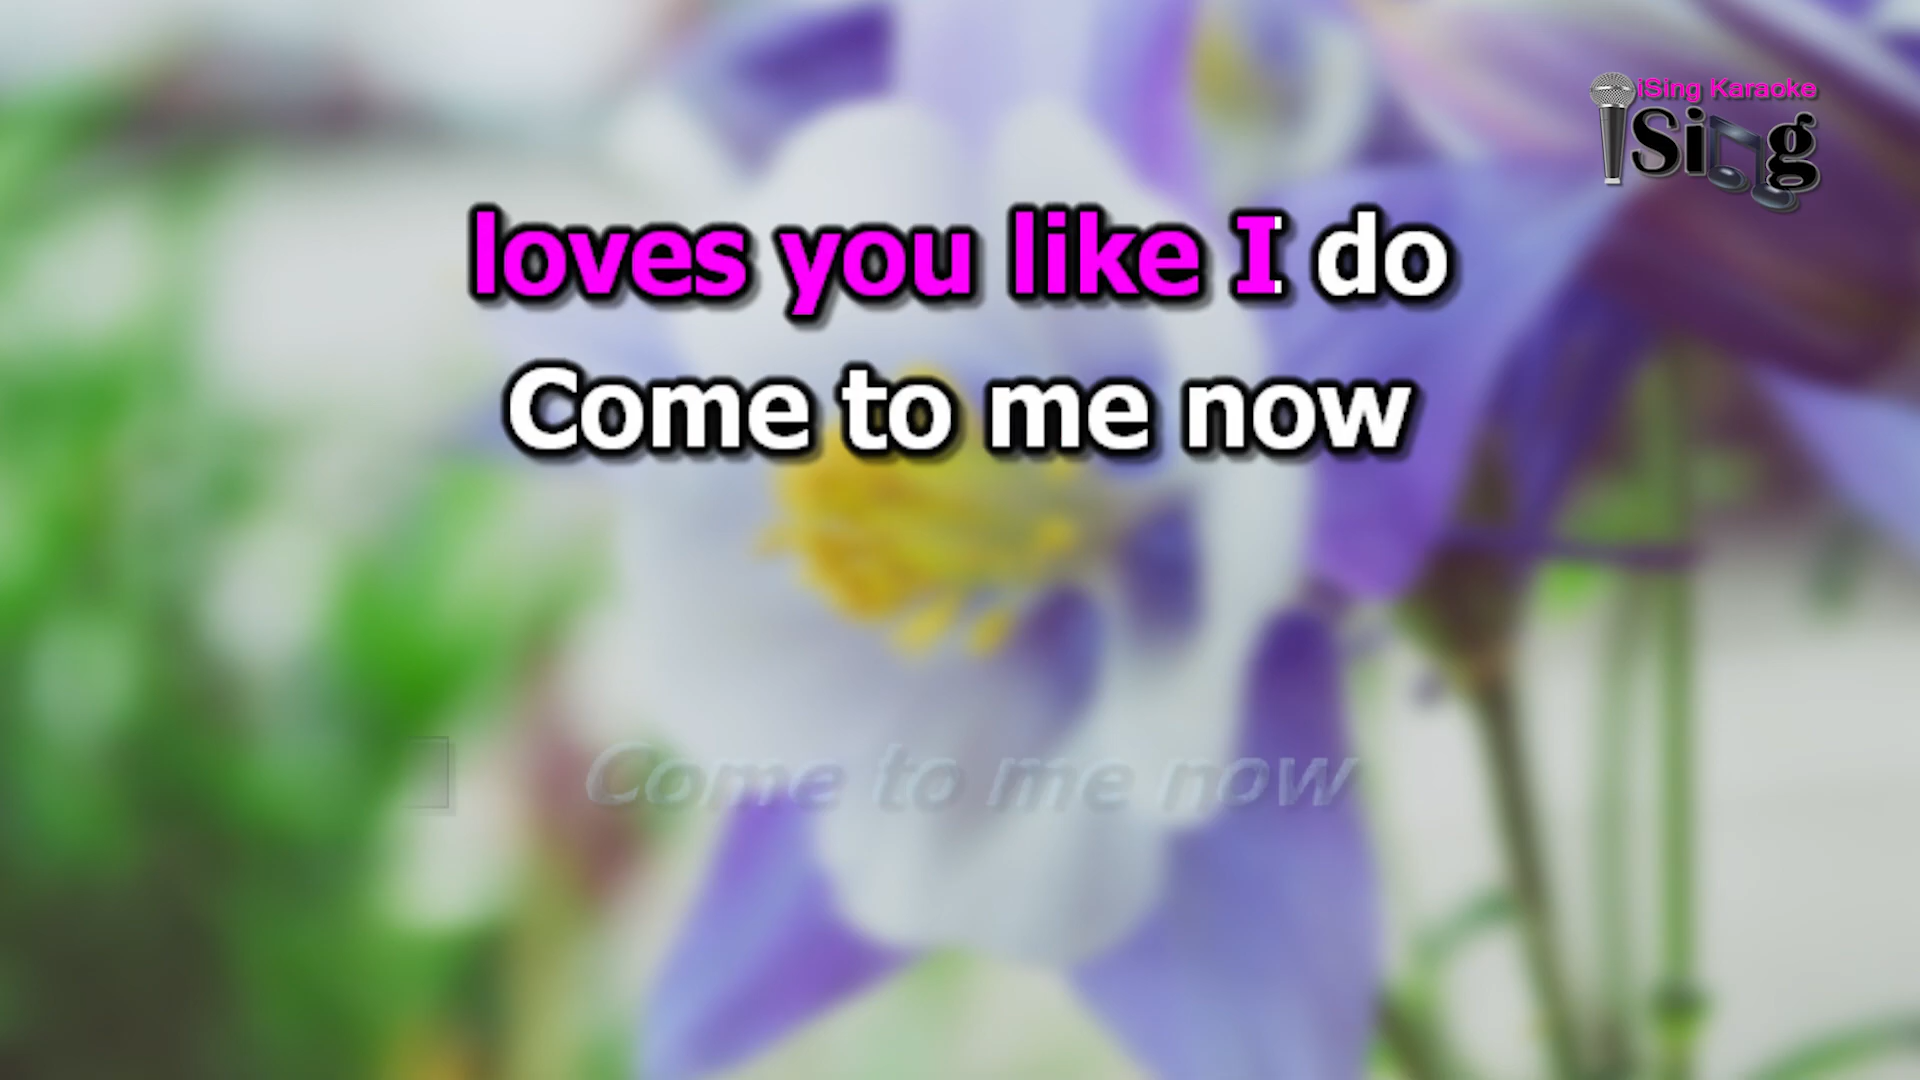 iSing Karaoke
iSing
loves you like I do
Come to me now
Come to me now